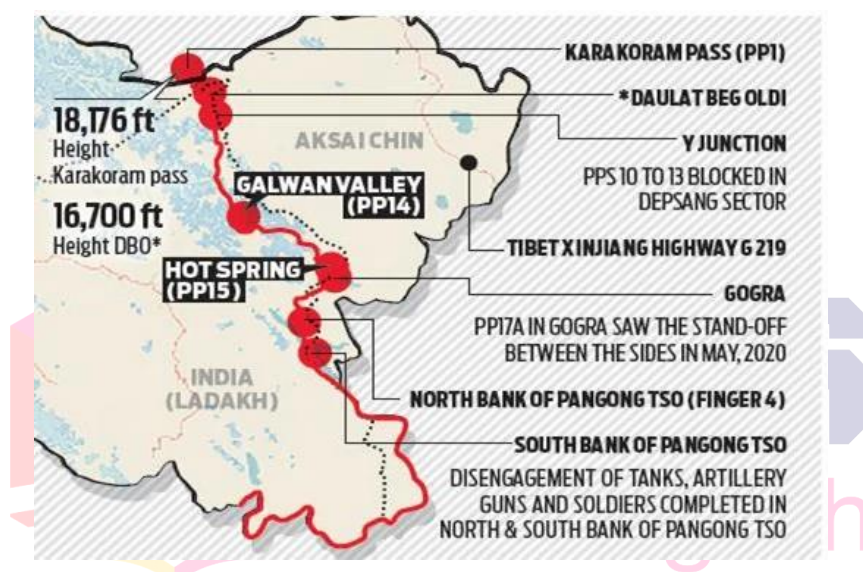 KARAKORAM PASS (PP1)
*DAULAT BEG OLDI
18,176 ft
Height
Karakoram pass
16,700 ft
Height DBO*
AKSAI CHIN
Y JUNCTION
PPS 10 TO 13 BLOCKED IN
DEPSANG SECTOR
GALWAN VALLEY
(PP14)
TIBET XINJIANG HIGHWAY G 219
HOT SPRING
(PP15)
GOGRA
PP17A IN GOGRA SAW THE STAND-OFF
BETWEEN THE SIDES IN MAY, 2020
INDIA
(LADAKH)
NORTH BANK OF PANGONG TSO (FINGER 4)
SOUTH BANK OF PANGONG TSO
DISENGAGEMENT OF TANKS, ARTILLERY
GUNS AND SOLDIERS COMPLETED IN
NORTH & SOUTH BANK OF PANGONG TSO